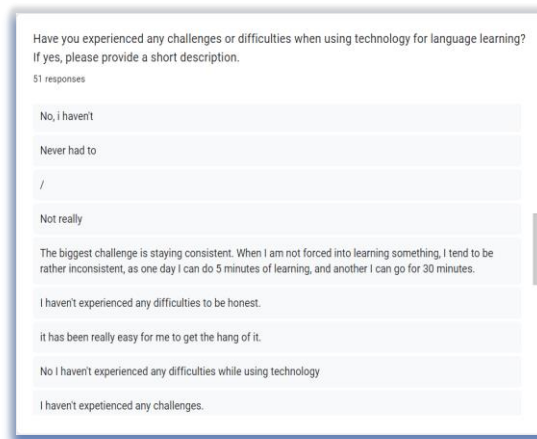 Have you experienced any challenges or difficulties when using technology for language learning?
If yes, please provide a short description.
51 responses
No, i haven't
Never had to
/
Not really
The biggest challenge is staying consistent. When I am not forced into learning something, I tend to be
rather inconsistent, as one day I can do 5 minutes of learning, and another I can go for 30 minutes.
I haven't experienced any difficulties to be honest.
it has been really easy for me to get the hang of it.
No I haven't experienced any difficulties while using technology
I haven't expetienced any challenges.